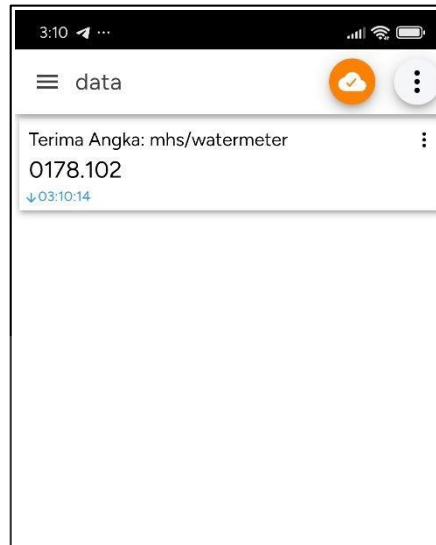 3:10 ...
data
Terima Angka: mhs/watermeter
0178.102
↓03:10:14